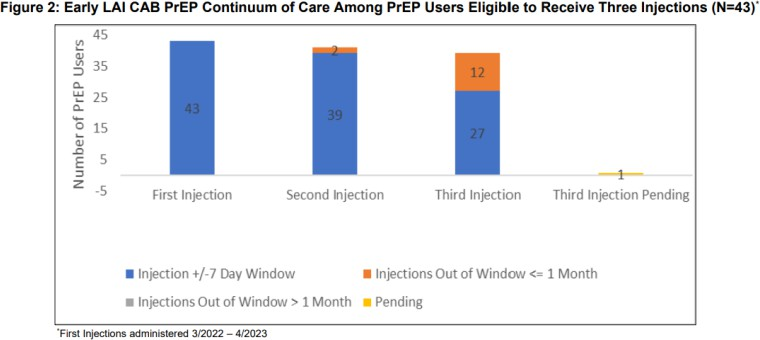 Figure 2: Early LAI CAB PrEP Continuum of Care Among PrEP Users Eligible to Receive Three Injections (N=43)*
Number of PrEP Users
45
35
25
15
5
-5
43
2
39
12
27
1
First Injection
Second Injection
Third Injection
Third Injection Pending
Injection +/-7 Day Window
Injections Out of Window <= 1 Month
Injections Out of Window > 1 Month
Pending
*First Injections administered 3/2022 – 4/2023